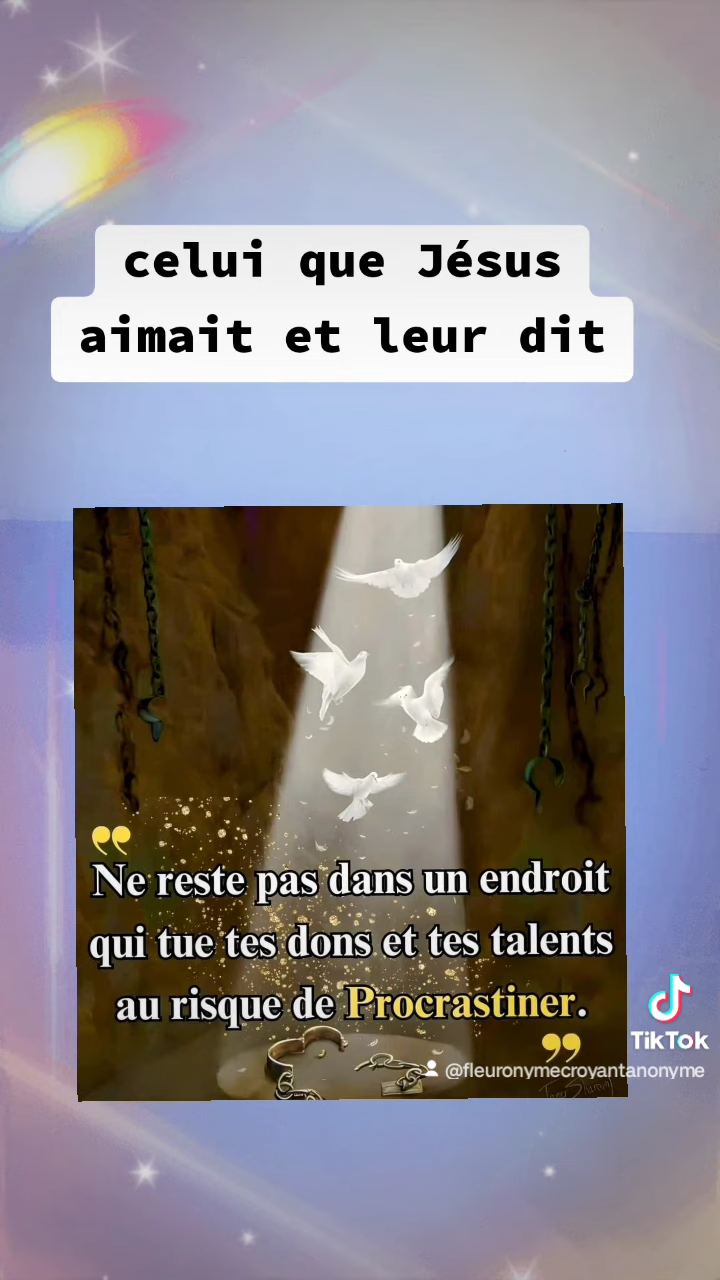 celui que Jésus
aimait et leur dit
❝
Ne reste pas dans un endroit
qui tue tes dons et tes talents
au risque de Procrastiner.
❞
TikTok
@fleuronymecroyantanonyme